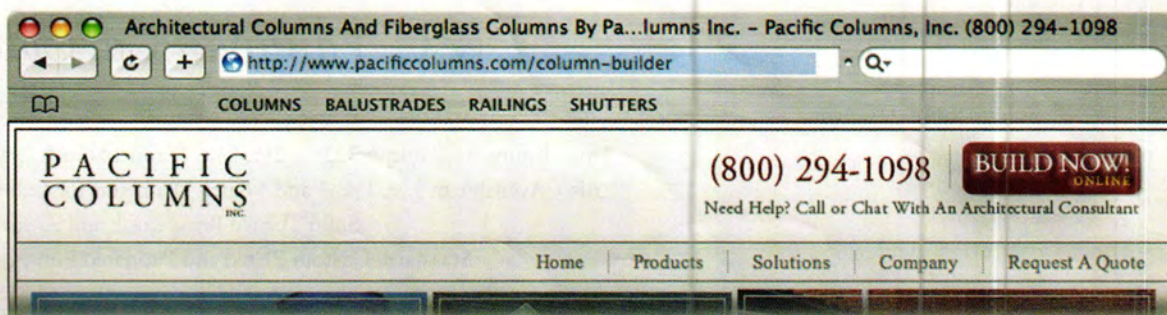 Architectural Columns And Fiberglass Columns By Pa...lumns Inc. – Pacific Columns, Inc. (800) 294–1098
http://www.pacificcolumns.com/column-builder
COLUMNS BALUSTRADES RAILINGS SHUTTERS
PACIFIC
COLUMNS
INC.
(800) 294-1098
BUILD NOW!
ONLINE
Need Help? Call or Chat With An Architectural Consultant
Home Products Solutions Company Request A Quote